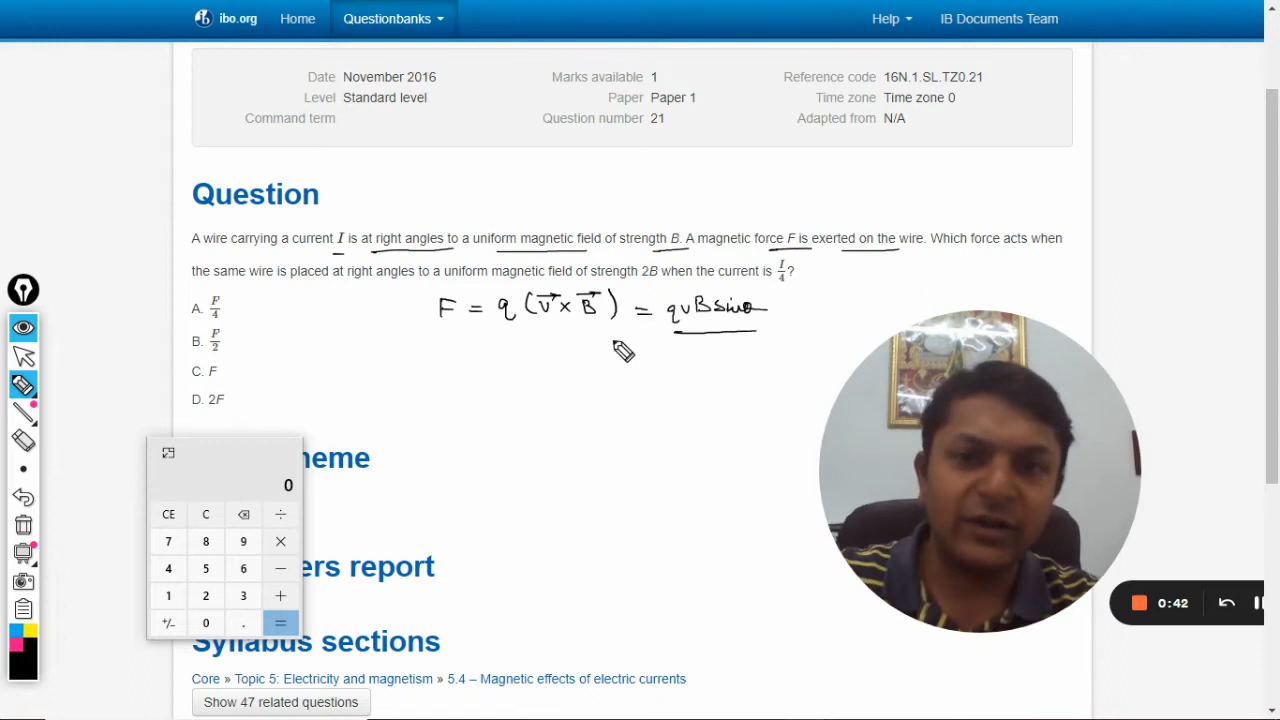 ibo.org Home Questionbanks Help IB Documents Team
Date November 2016 Marks available 1 Reference code 16N.1.SL.TZ0.21
Level Standard level Paper Paper 1 Time zone Time zone 0
Command term Question number 21 Adapted from N/A
Question
A wire carrying a current I is at right angles to a uniform magnetic field of strength B. A magnetic force F is exerted on the wire. Which force acts when
the same wire is placed at right angles to a uniform magnetic field of strength 2B when the current is I/4?
A. F/4
F = q (v⃗ × B⃗) = qvBsinθ
B. F/2
C. F
D. 2F
heme
0
CE C ⌫ ÷
7 8 9 ×
4 5 6 −
ers report
1 2 3 +
+/− 0 . =
0:42
Syllabus sections
Core » Topic 5: Electricity and magnetism » 5.4 – Magnetic effects of electric currents
Show 47 related questions